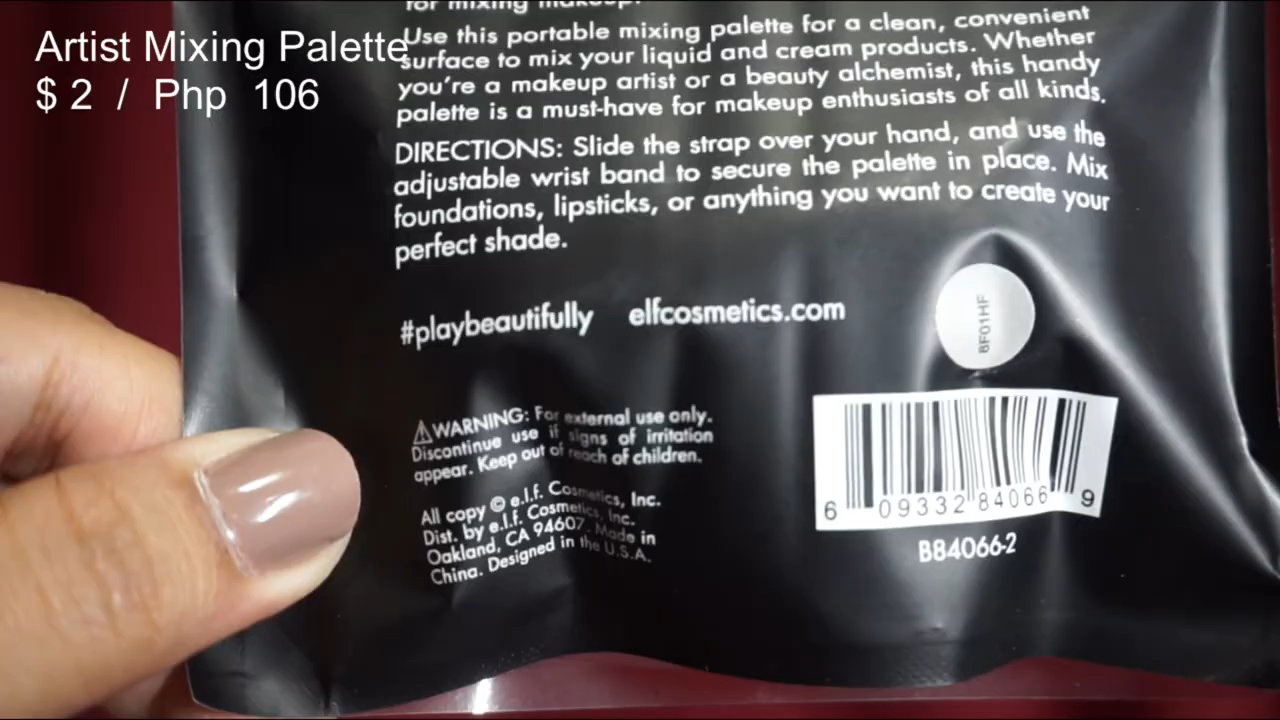 Artist Mixing Palette
$ 2 / Php 106
for mixing makeup.
Use this portable mixing palette for a clean, convenient
surface to mix your liquid and cream products. Whether
you're a makeup artist or a beauty alchemist, this handy
palette is a must-have for makeup enthusiasts of all kinds.
DIRECTIONS: Slide the strap over your hand, and use the
adjustable wrist band to secure the palette in place. Mix
foundations, lipsticks, or anything you want to create your
perfect shade.
#playbeautifully elfcosmetics.com
8F01HF
⚠WARNING: For external use only.
Discontinue use if signs of irritation
appear. Keep out of reach of children.
All copy © e.l.f. Cosmetics, Inc.
Dist. by e.l.f. Cosmetics, Inc.
Oakland, CA 94607. Made in
China. Designed in the U.S.A.
6 09332 84066 9
B84066-2